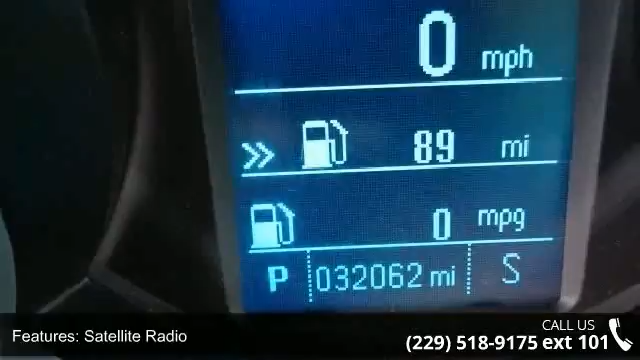 0 mph
89 mi
0 mpg
P 032062 mi S
Features: Satellite Radio
CALL US
(229) 518-9175 ext 101